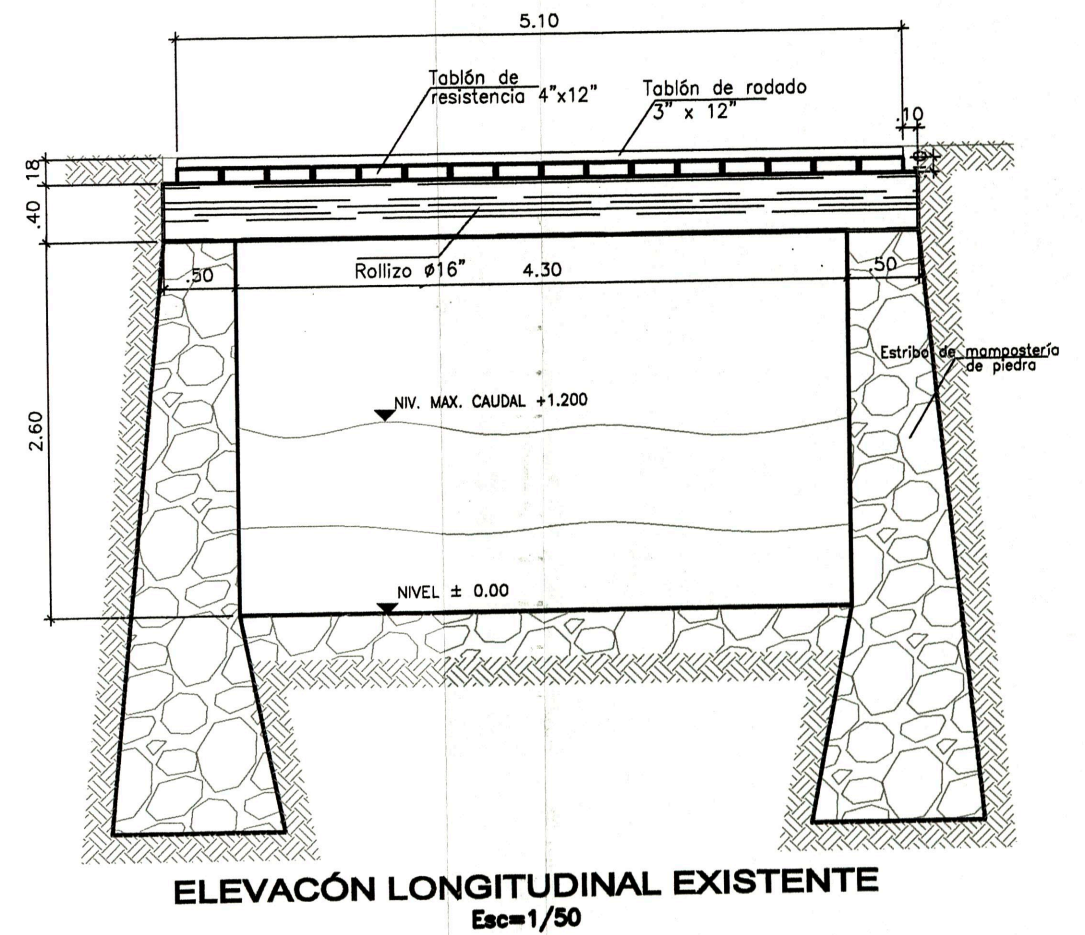 5.10
Tablón de
resistencia 4"x12"
Tablón de rodado
3" x 12"
.10
.18
.40
.50
Rollizo ø16"
4.30
.50
Estribo de mampostería
de piedra
2.60
NIV. MAX. CAUDAL +1.200
NIVEL ± 0.00
ELEVACÓN LONGITUDINAL EXISTENTE
Esc=1/50